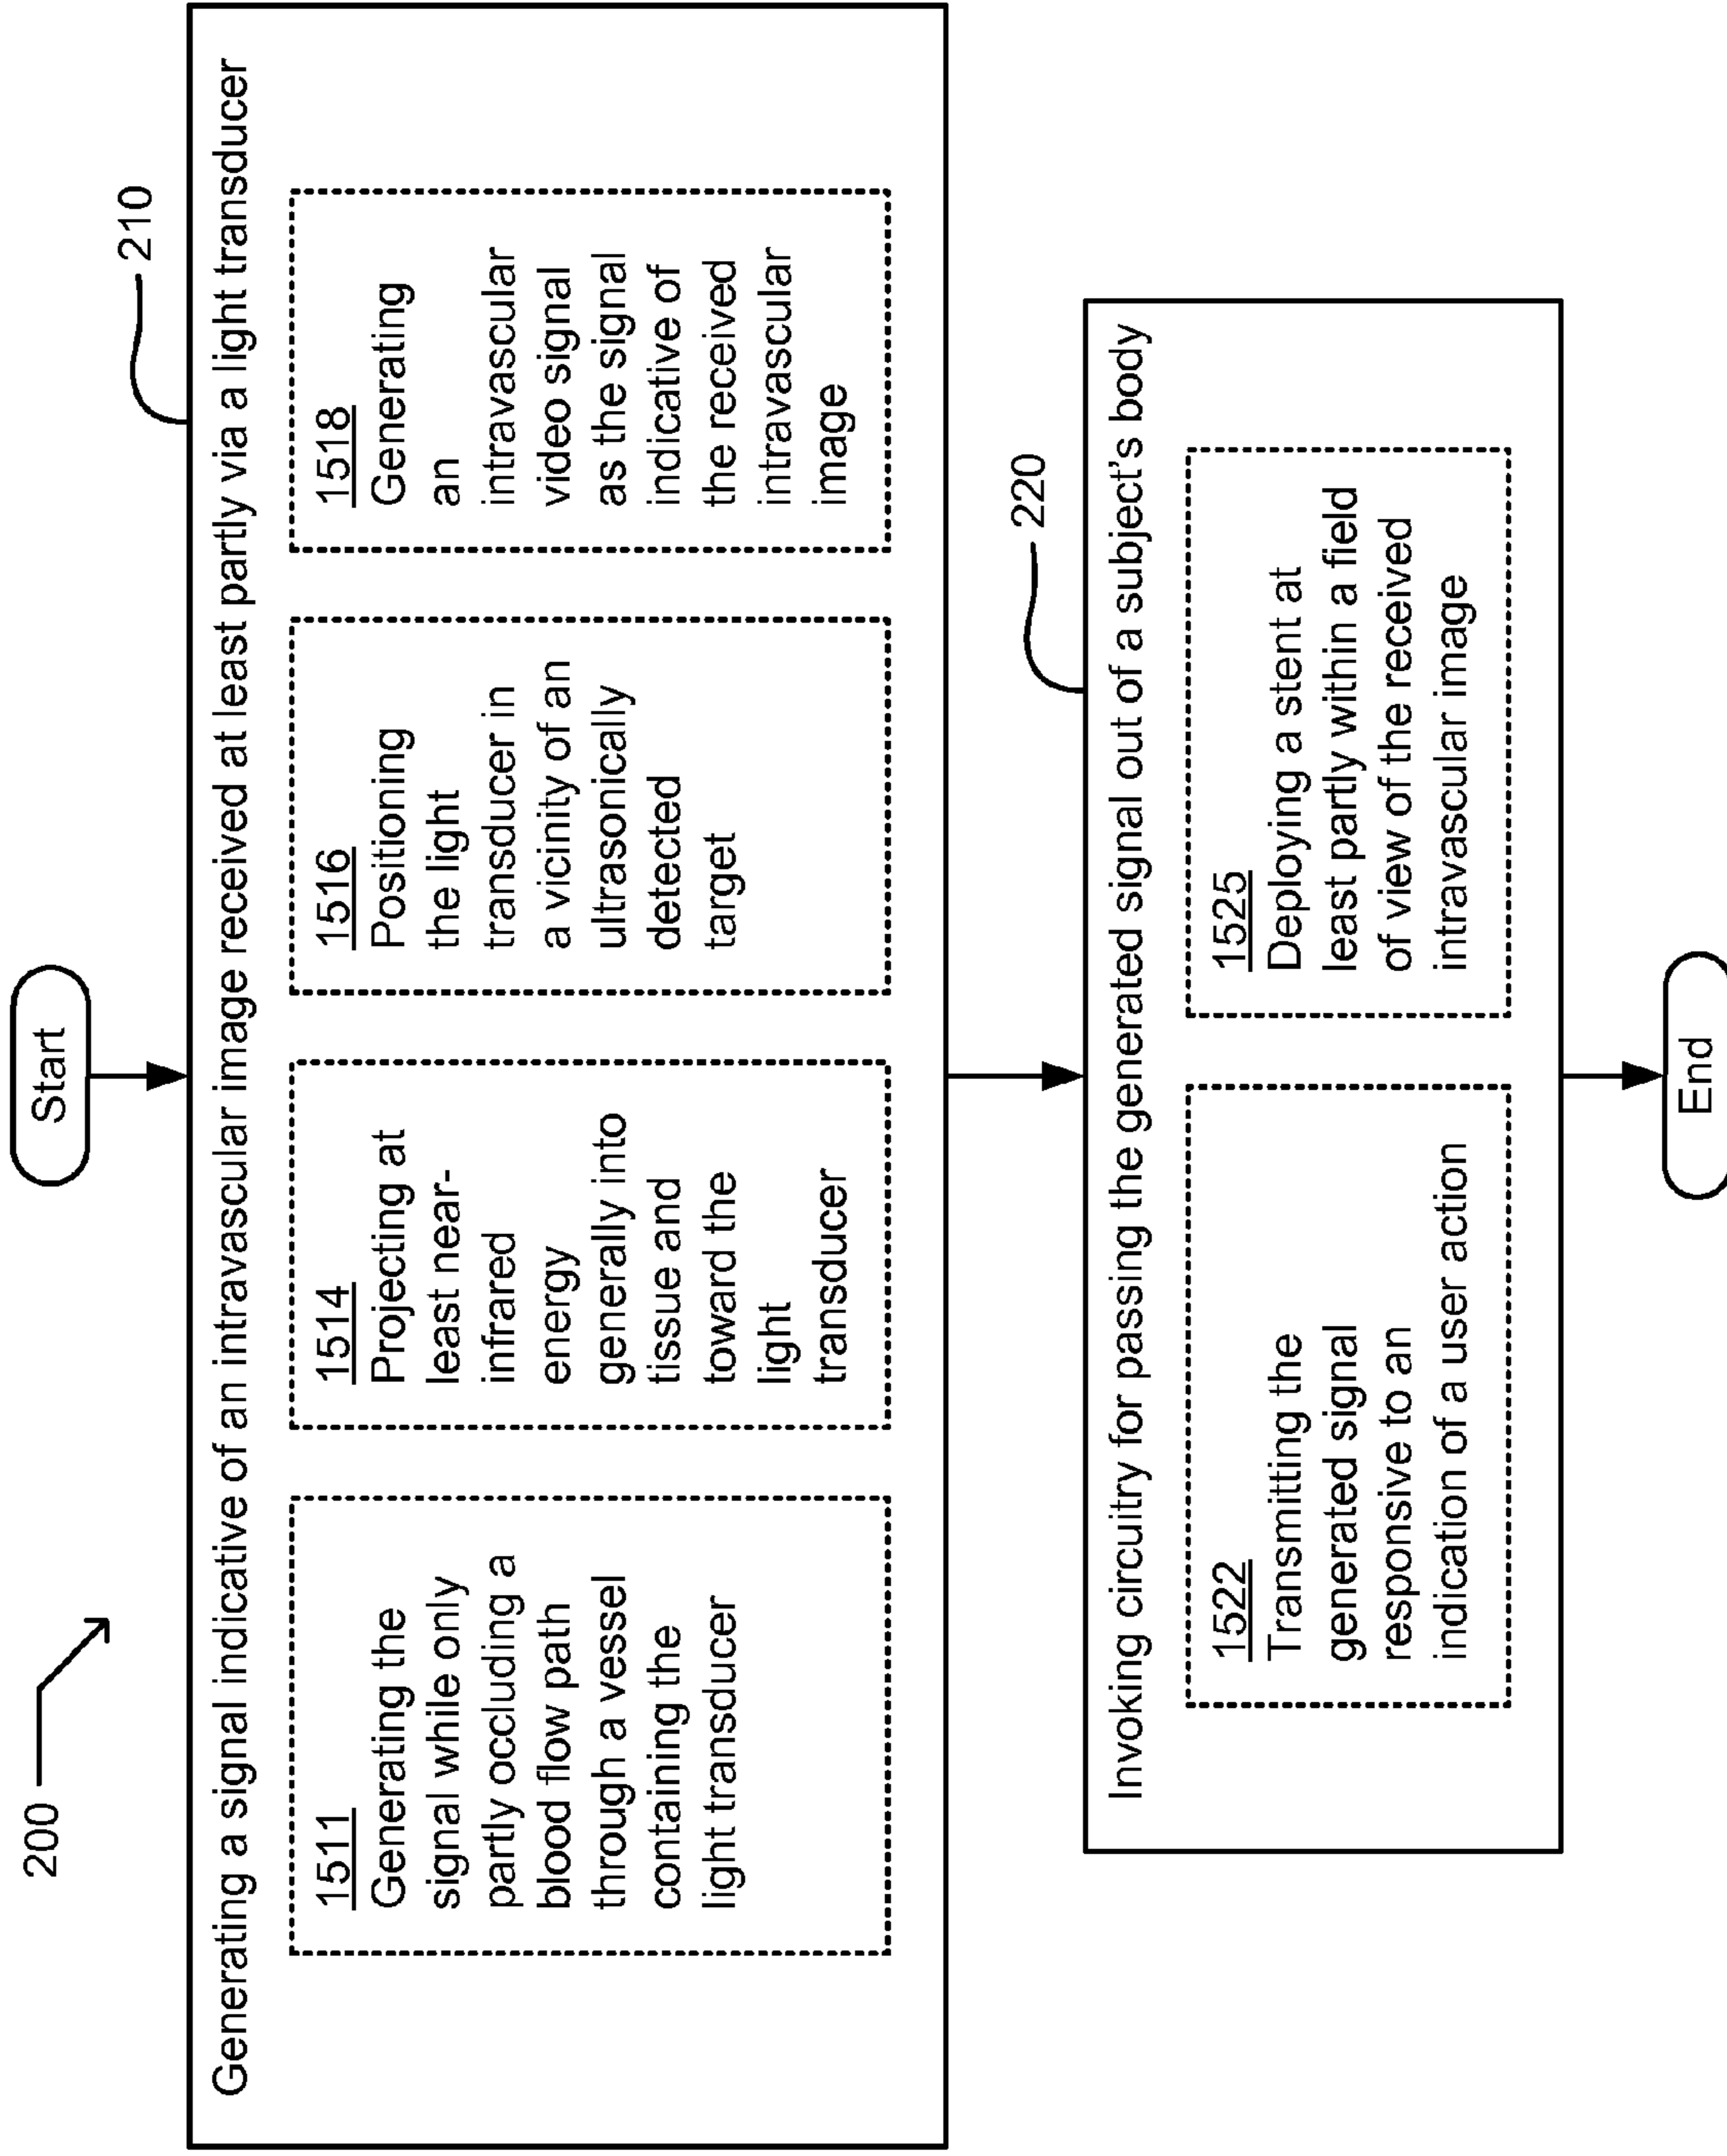 200
Start
210
Generating a signal indicative of an intravascular image received at least partly via a light transducer
1511
Generating the
signal while only
partly occluding a
blood flow path
through a vessel
containing the
light transducer
1514
Projecting at
least near-
infrared
energy
generally into
tissue and
toward the
light
transducer
1516
Positioning
the light
transducer in
a vicinity of an
ultrasonically
detected
target
1518
Generating
an
intravascular
video signal
as the signal
indicative of
the received
intravascular
image
220
Invoking circuitry for passing the generated signal out of a subject's body
1522
Transmitting the
generated signal
responsive to an
indication of a user action
1525
Deploying a stent at
least partly within a field
of view of the received
intravascular image
End